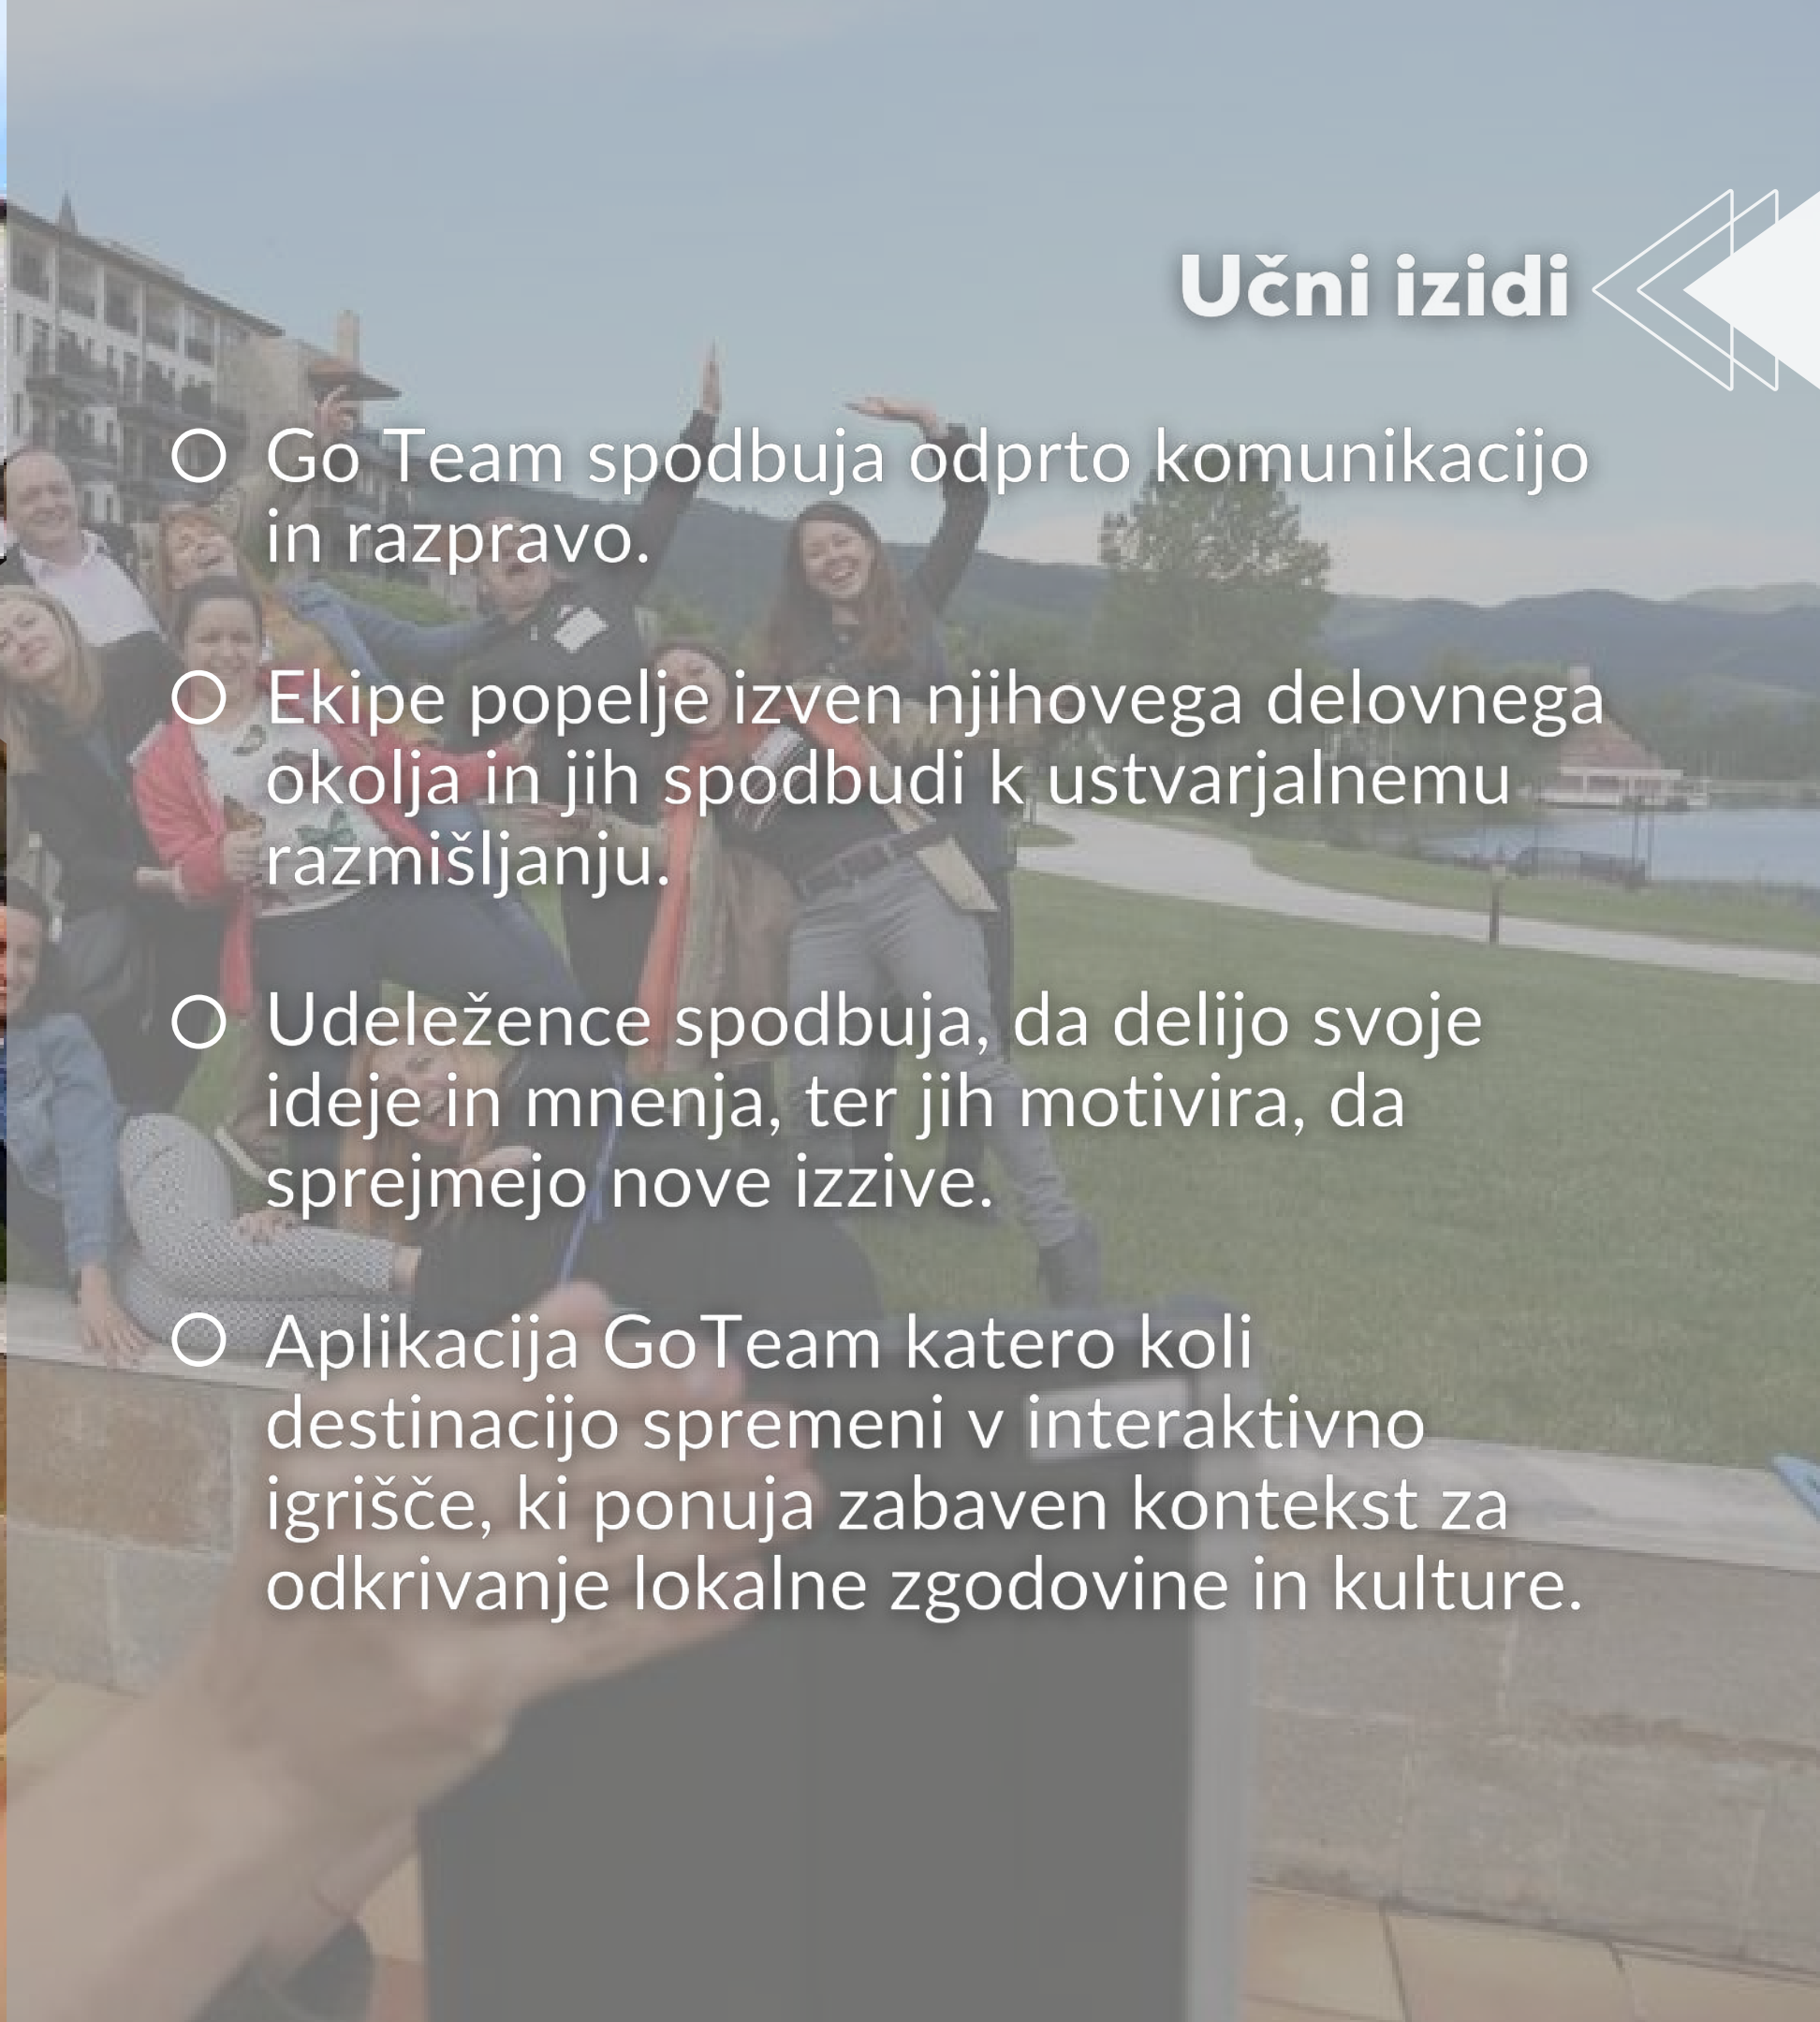 Učni izidi
Go Team spodbuja odprto komunikacijo
in razpravo.
Ekipe popelje izven njihovega delovnega
okolja in jih spodbudi k ustvarjalnemu
razmišljanju.
Udeležence spodbuja, da delijo svoje
ideje in mnenja, ter jih motivira, da
sprejmejo nove izzive.
Aplikacija GoTeam katero koli
destinacijo spremeni v interaktivno
igrišče, ki ponuja zabaven kontekst za
odkrivanje lokalne zgodovine in kulture.